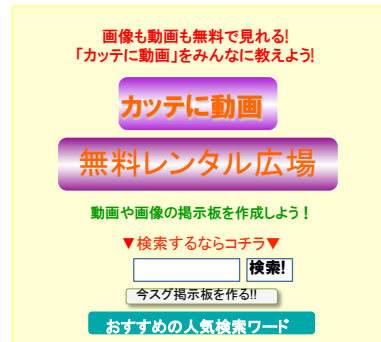 画像も動画も無料で見れる!
「カッテに動画」をみんなに教えよう!
カッテに動画
無料レンタル広場
動画や画像の掲示板を作成しよう！
▼検索するならコチラ▼
検索!
今スグ掲示板を作る!!
おすすめの人気検索ワード